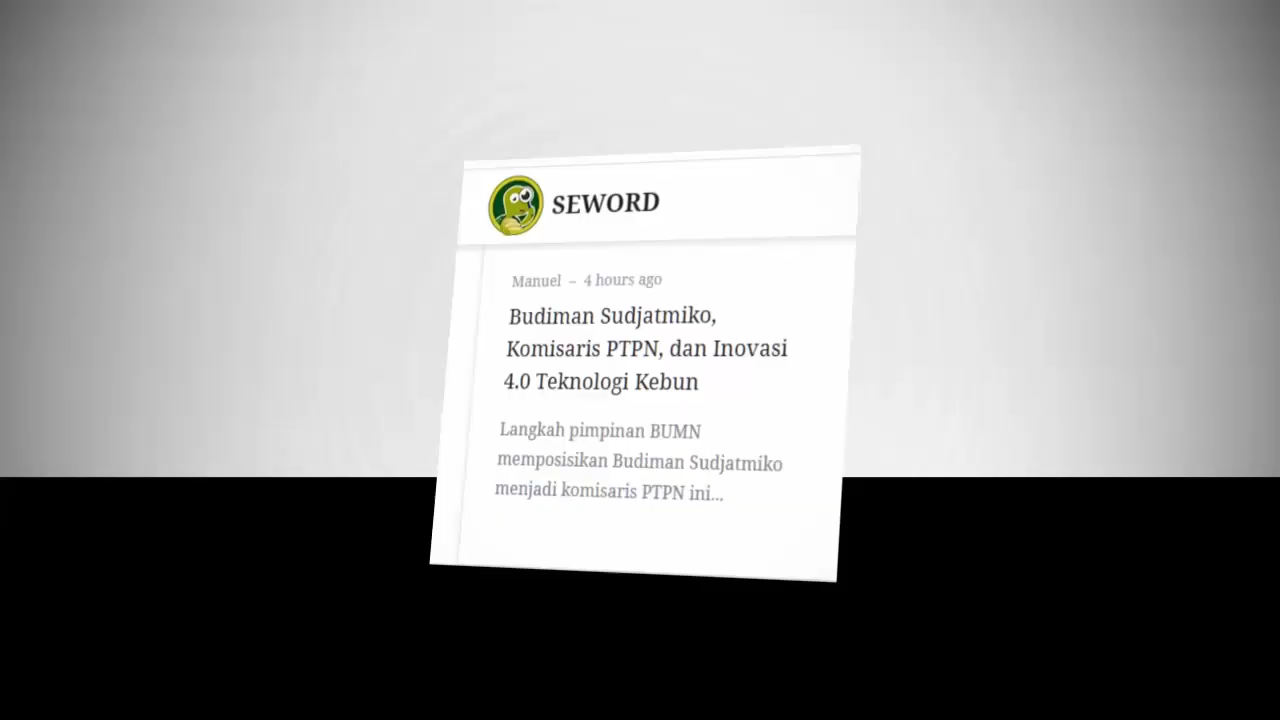 SEWORD
Manuel – 4 hours ago
Budiman Sudjatmiko,
Komisaris PTPN, dan Inovasi
4.0 Teknologi Kebun
Langkah pimpinan BUMN
memposisikan Budiman Sudjatmiko
menjadi komisaris PTPN ini...